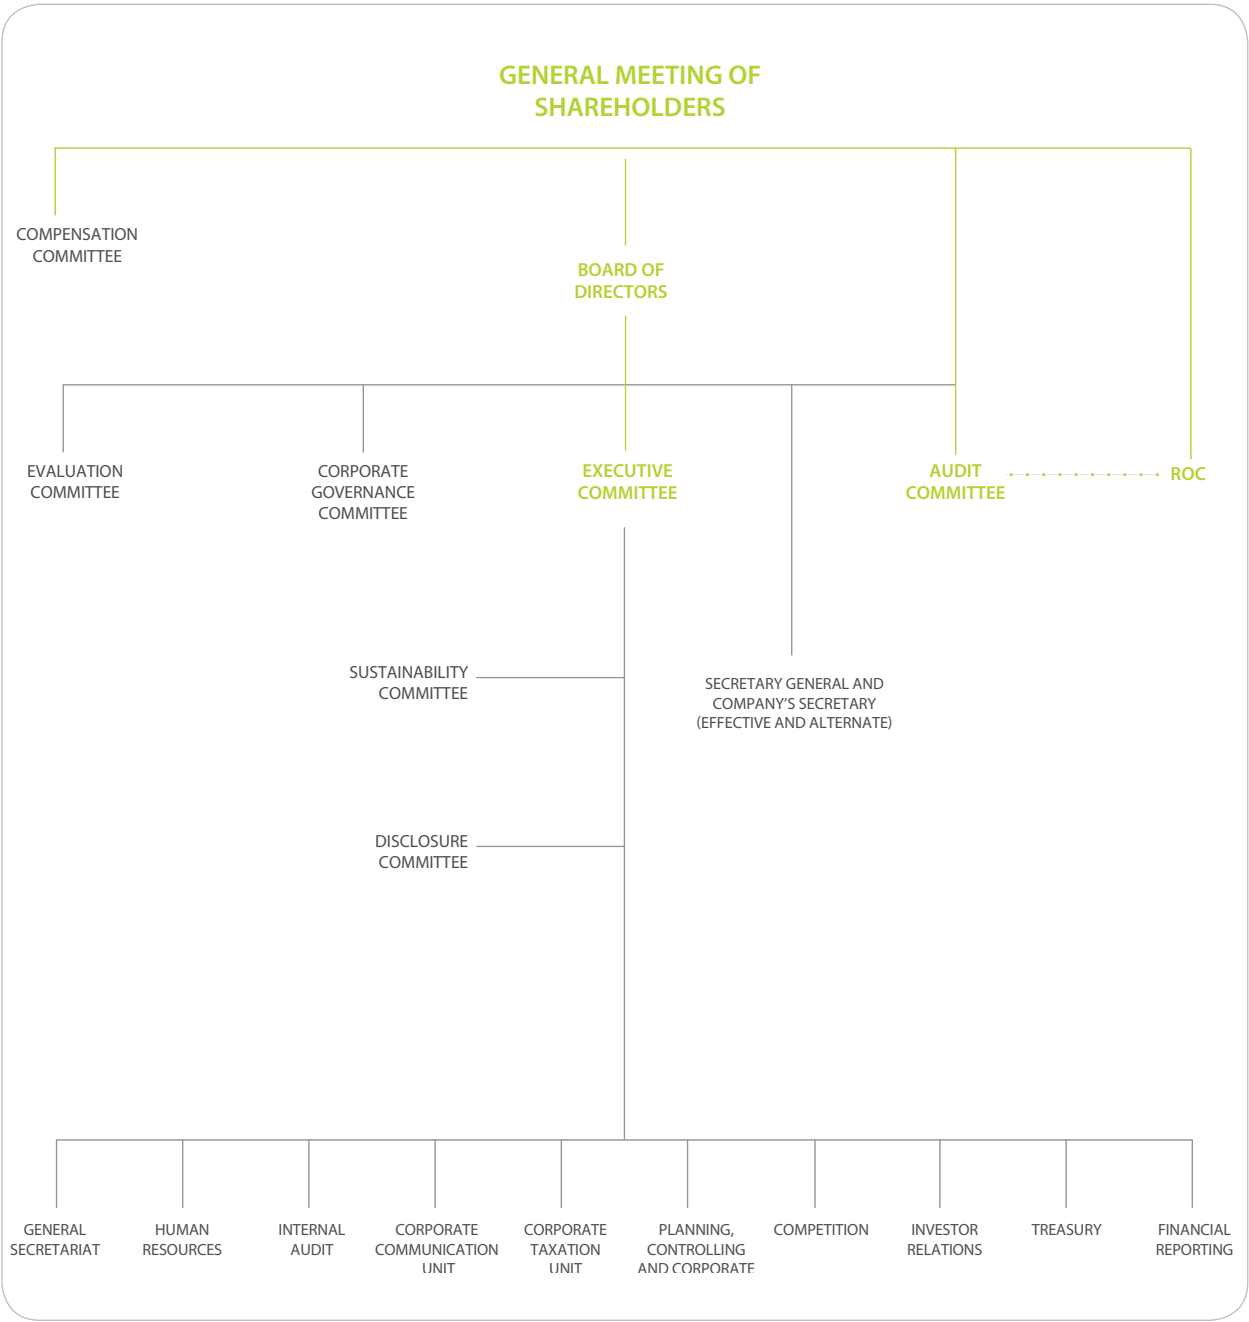 GENERAL MEETING OF
SHAREHOLDERS
COMPENSATION
COMMITTEE
BOARD OF
DIRECTORS
EVALUATION
COMMITTEE
CORPORATE
GOVERNANCE
COMMITTEE
EXECUTIVE
COMMITTEE
AUDIT
COMMITTEE
ROC
SUSTAINABILITY
COMMITTEE
SECRETARY GENERAL AND
COMPANY'S SECRETARY
(EFFECTIVE AND ALTERNATE)
DISCLOSURE
COMMITTEE
GENERAL
SECRETARIAT
HUMAN
RESOURCES
INTERNAL
AUDIT
CORPORATE
COMMUNICATION
UNIT
CORPORATE
TAXATION
UNIT
PLANNING,
CONTROLLING
AND CORPORATE
COMPETITION
INVESTOR
RELATIONS
TREASURY
FINANCIAL
REPORTING